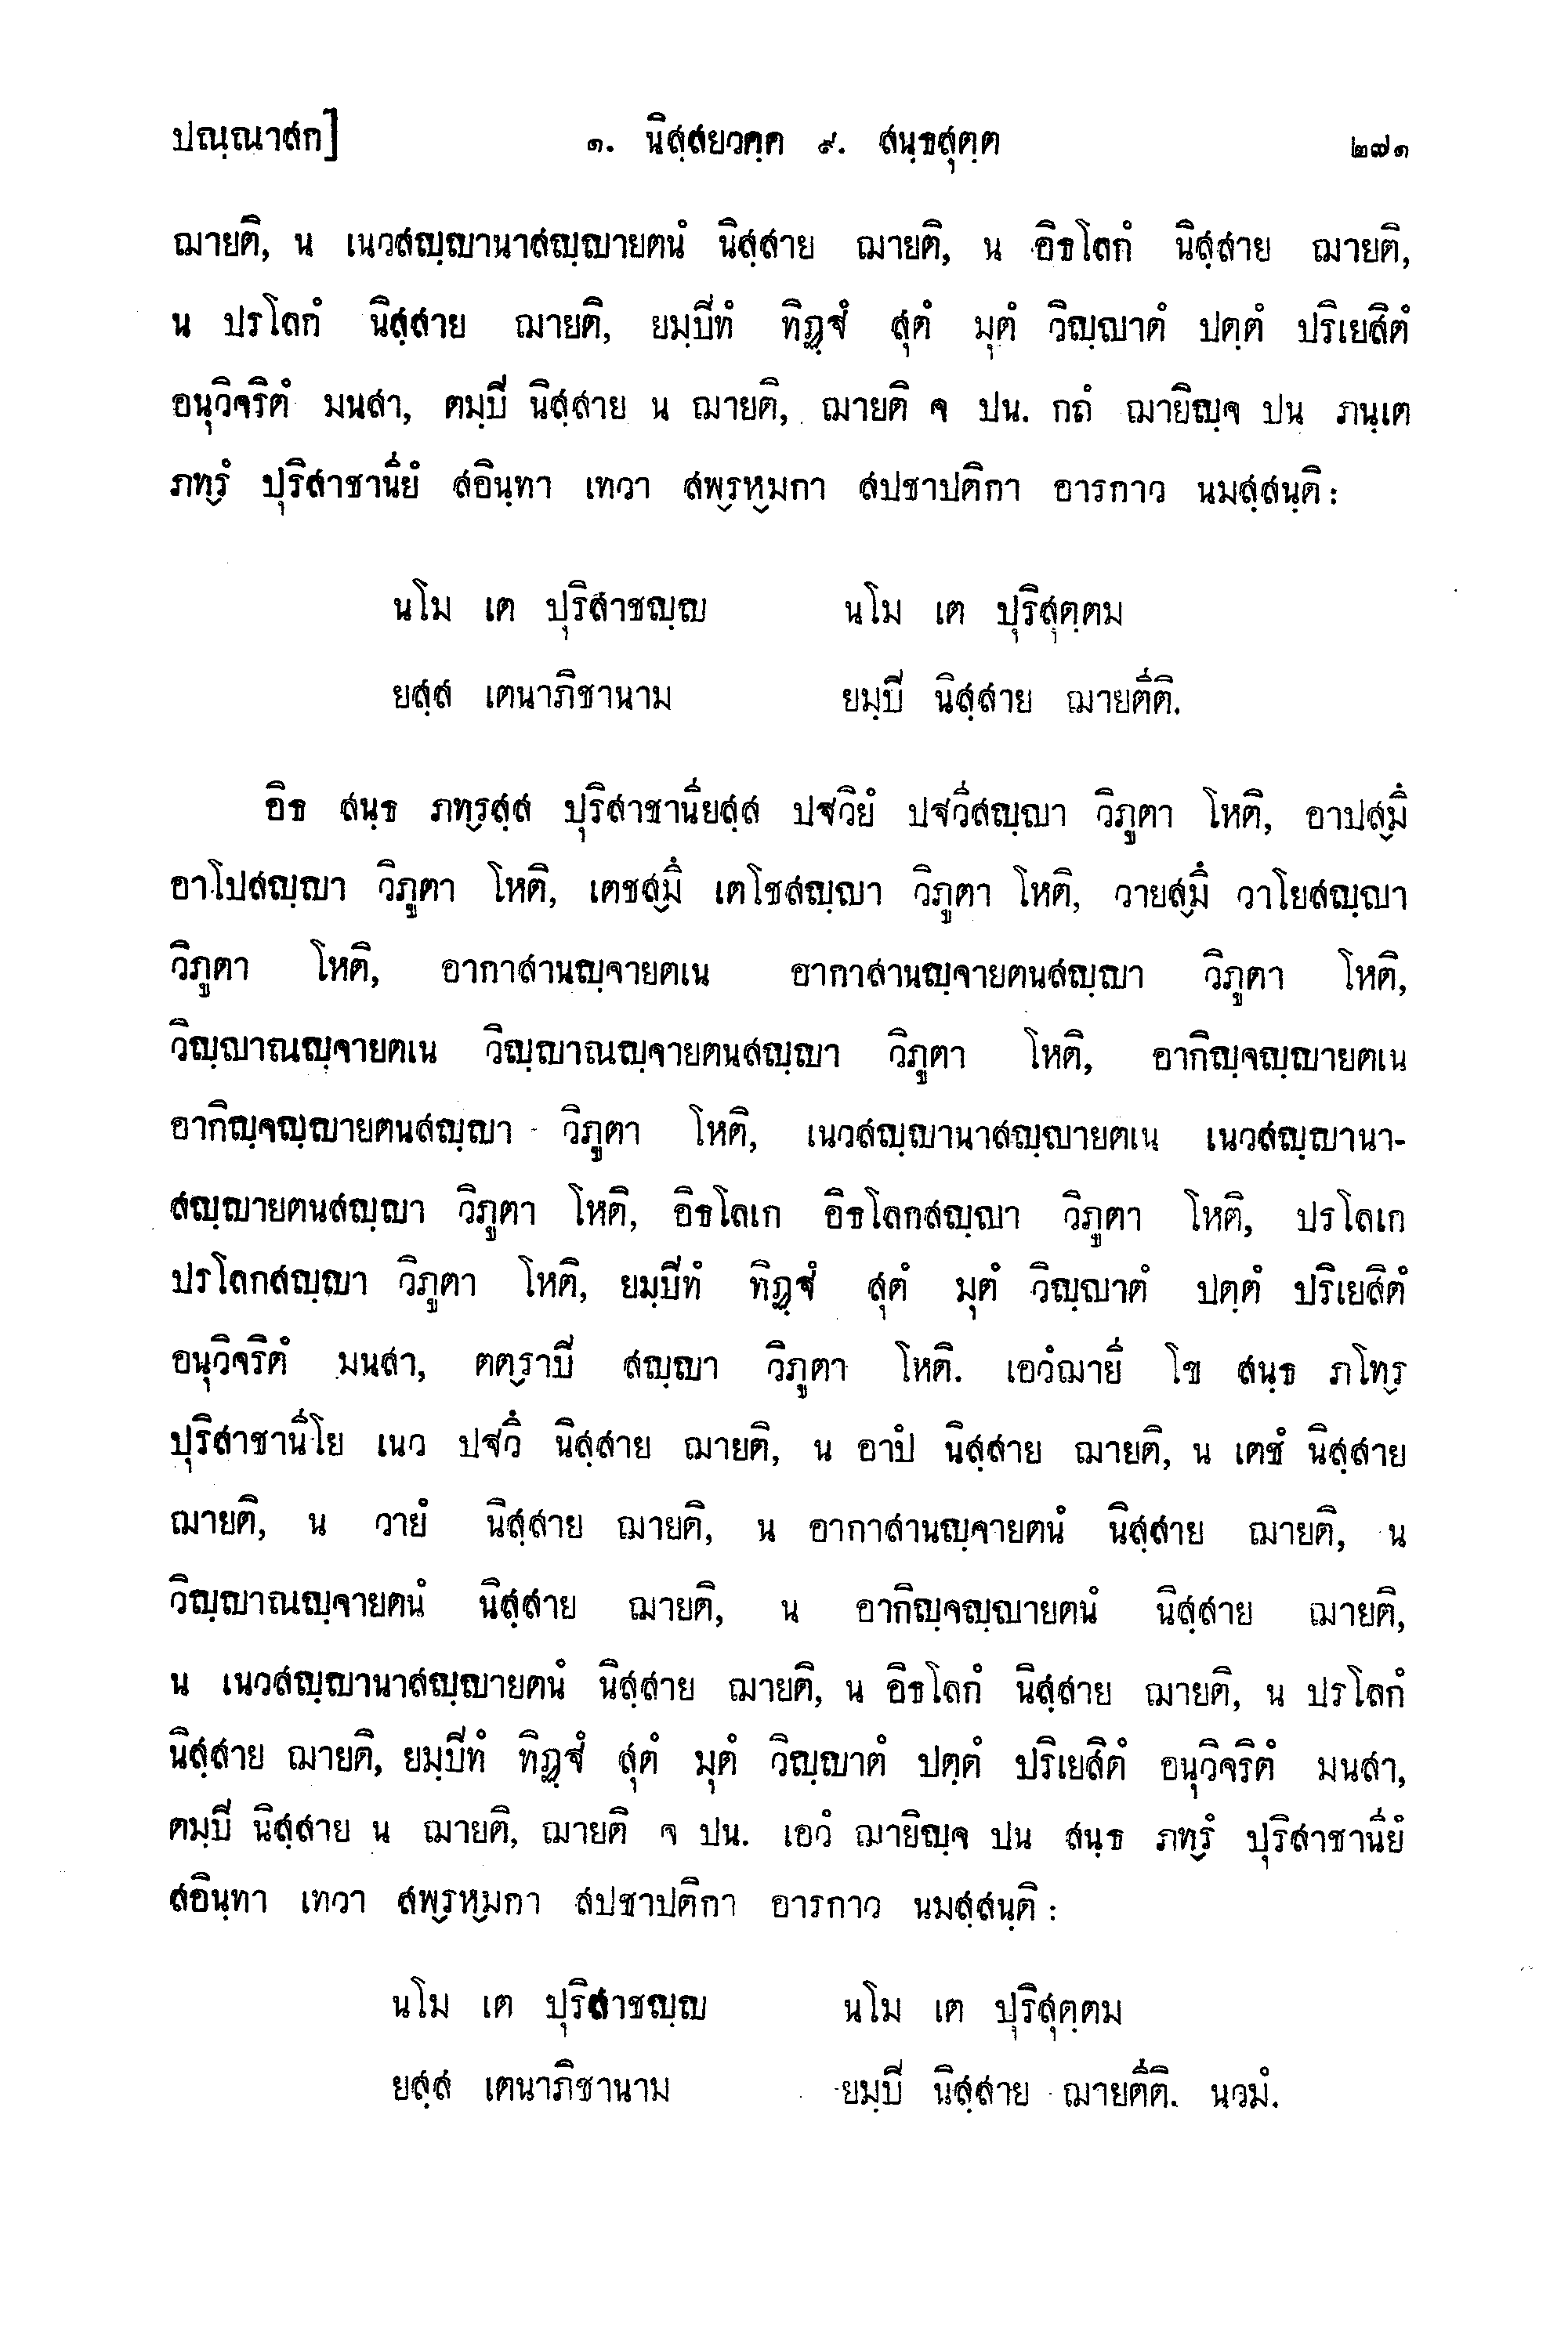 ปณฺณาสก] ๑. นิสฺสยวคฺค ๙. สนฺธสุตฺต ๒๗๑
ฌายติ, น เนวสญฺญานาสญฺญายตนํ นิสฺสาย ฌายติ, น อิธโลกํ นิสฺสาย ฌายติ,
น ปรโลกํ นิสฺสาย ฌายติ, ยมฺปีทํ ทิฏฺฐํ สุตํ มุตํ วิญฺญาตํ ปตฺตํ ปริเยสิตํ
อนุวิจริตํ มนสา, ตมฺปี นิสฺสาย น ฌายติ, ฌายติ จ ปน. กถํ ฌายิญฺจ ปน ภนฺเต
ภทฺรํ ปุริสาชานียํ สอินฺทา เทวา สพฺรหฺมกา สปชาปติกา อารกาว นมสฺสนฺติ :
นโม เต ปุริสาชญฺญ นโม เต ปุริสุตฺตม
ยสฺส เตนาภิชานาม ยมฺปี นิสฺสาย ฌายตีติ.
อิธ สนฺธ ภทฺรสฺส ปุริสาชานียสฺส ปฐวิยํ ปฐวีสญฺญา วิภูตา โหติ, อาปสฺมิํ
อาโปสญฺญา วิภูตา โหติ, เตชสฺมิํ เตโชสญฺญา วิภูตา โหติ, วายสฺมิํ วาโยสญฺญา
วิภูตา โหติ, อากาสานญฺจายตเน อากาสานญฺจายตนสญฺญา วิภูตา โหติ,
วิญฺญาณญฺจายตเน วิญฺญาณญฺจายตนสญฺญา วิภูตา โหติ, อากิญฺจญฺญายตเน
อากิญฺจญฺญายตนสญฺญา วิภูตา โหติ, เนวสญฺญานาสญฺญายตเน เนวสญฺญานา-
สญฺญายตนสญฺญา วิภูตา โหติ, อิธโลเก อิธโลกสญฺญา วิภูตา โหติ, ปรโลเก
ปรโลกสญฺญา วิภูตา โหติ, ยมฺปีทํ ทิฏฺฐํ สุตํ มุตํ วิญฺญาตํ ปตฺตํ ปริเยสิตํ
อนุวิจริตํ มนสา, ตตฺราปี สญฺญา วิภูตา โหติ. เอวํฌายี โข สนฺธ ภโทฺร
ปุริสาชานีโย เนว ปฐวิํ นิสฺสาย ฌายติ, น อาปํ นิสฺสาย ฌายติ, น เตชํ นิสฺสาย
ฌายติ, น วายํ นิสฺสาย ฌายติ, น อากาสานญฺจายตนํ นิสฺสาย ฌายติ, น
วิญฺญาณญฺจายตนํ นิสฺสาย ฌายติ, น อากิญฺจญฺญายตนํ นิสฺสาย ฌายติ,
น เนวสญฺญานาสญฺญายตนํ นิสฺสาย ฌายติ, น อิธโลกํ นิสฺสาย ฌายติ, น ปรโลกํ
นิสฺสาย ฌายติ, ยมฺปีทํ ทิฏฺฐํ สุตํ มุตํ วิญฺญาตํ ปตฺตํ ปริเยสิตํ อนุวิจริตํ มนสา,
ตมฺปี นิสฺสาย น ฌายติ, ฌายติ จ ปน. เอวํ ฌายิญฺจ ปน สนฺธ ภทฺรํ ปุริสาชานียํ
สอินฺทา เทวา สพฺรหฺมกา สปชาปติกา อารกาว นมสฺสนฺติ :
นโม เต ปุริสาชญฺญ นโม เต ปุริสุตฺตม
ยสฺส เตนาภิชานาม ยมฺปี นิสฺสาย ฌายตีติ. นวมํ.